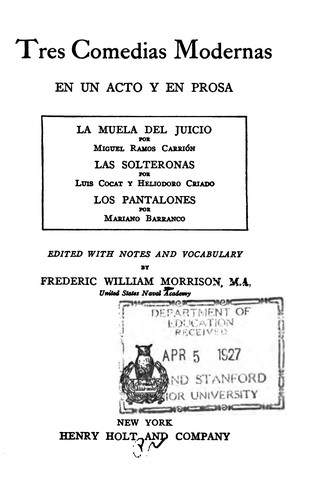 Tres Comedias Modernas
EN UN ACTO Y EN PROSA
LA MUELA DEL JUICIO
POR
MIGUEL RAMOS CARRIÓN
LAS SOLTERONAS
POR
LUIS COCAT Y HELIODORO CRIADO
LOS PANTALONES
POR
MARIANO BARRANCO
EDITED WITH NOTES AND VOCABULARY
BY
FREDERIC WILLIAM MORRISON, M.A.
United States Naval Academy
DEPARTMENT OF
EDUCATION
RECEIVED
APR 5 1927
AND STANFORD
IOR UNIVERSITY
NEW YORK
HENRY HOLT AND COMPANY